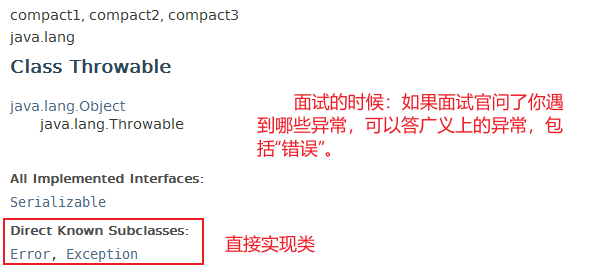 compact1, compact2, compact3
java.lang
Class Throwable
java.lang.Object
java.lang.Throwable
面试的时候：如果面试官问了你遇
到哪些异常，可以答广义上的异常，包
括“错误”。
All Implemented Interfaces:
Serializable
Direct Known Subclasses:
Error, Exception
直接实现类